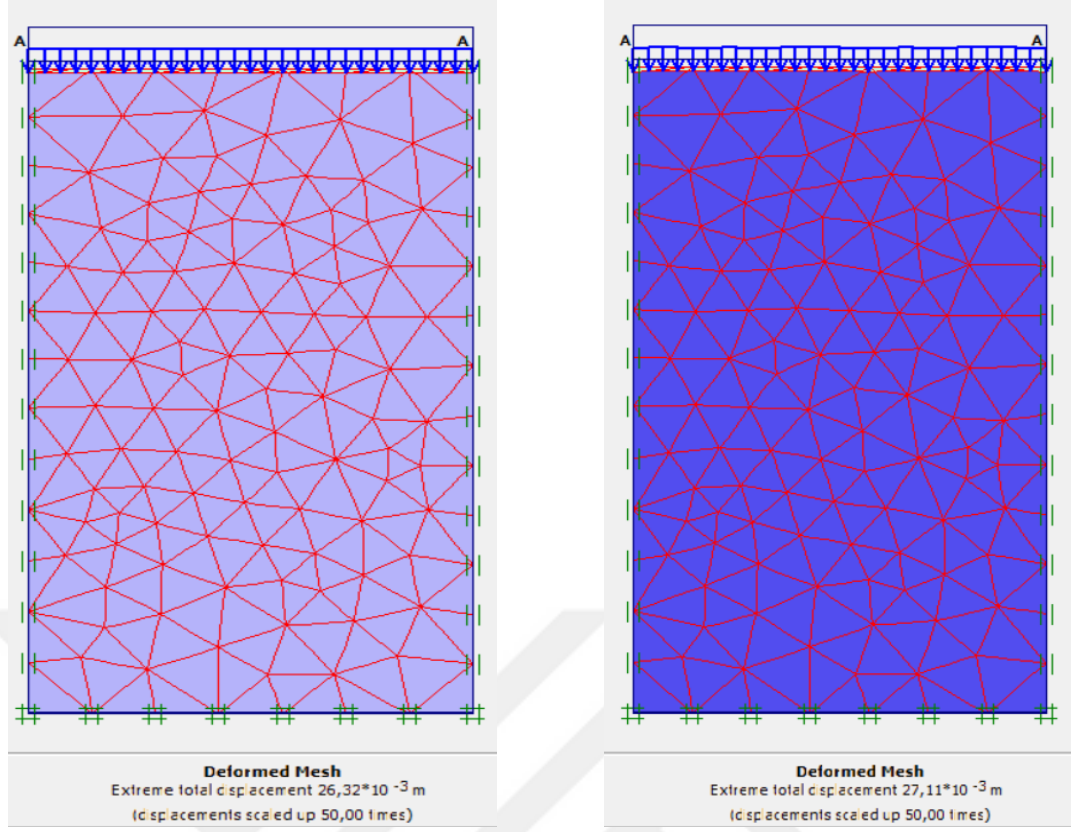 A A
A A
Deformed Mesh
Extreme total displacement 26,32*10 -3 m
(displacements scaled up 50,00 times)
Deformed Mesh
Extreme total displacement 27,11*10 -3 m
(displacements scaled up 50,00 times)